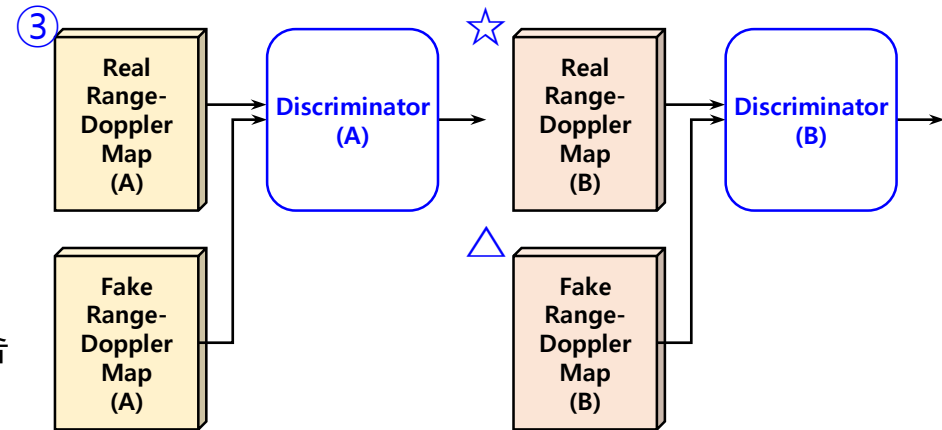 ③
Real
Range-
Doppler
Map
(A)
Discriminator
(A)
Real
Range-
Doppler
Map
(B)
Discriminator
(B)
Fake
Range-
Doppler
Map
(A)
Fake
Range-
Doppler
Map
(B)